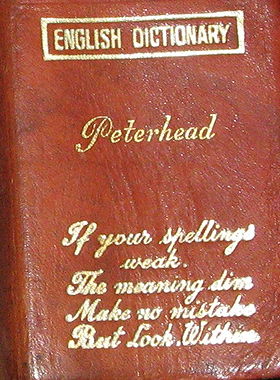 ENGLISH DICTIONARY
Peterhead
If your spellings
weak.
The meaning dim
Make no mistake
But Look Within